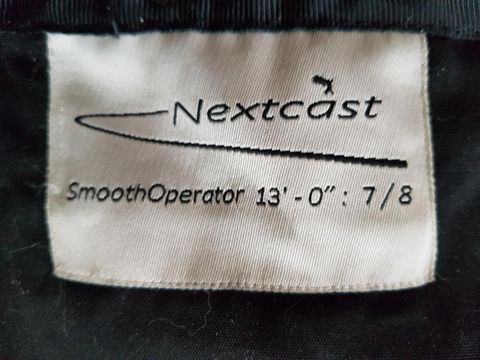 Nextcast
SmoothOperator 13' - 0" : 7/8